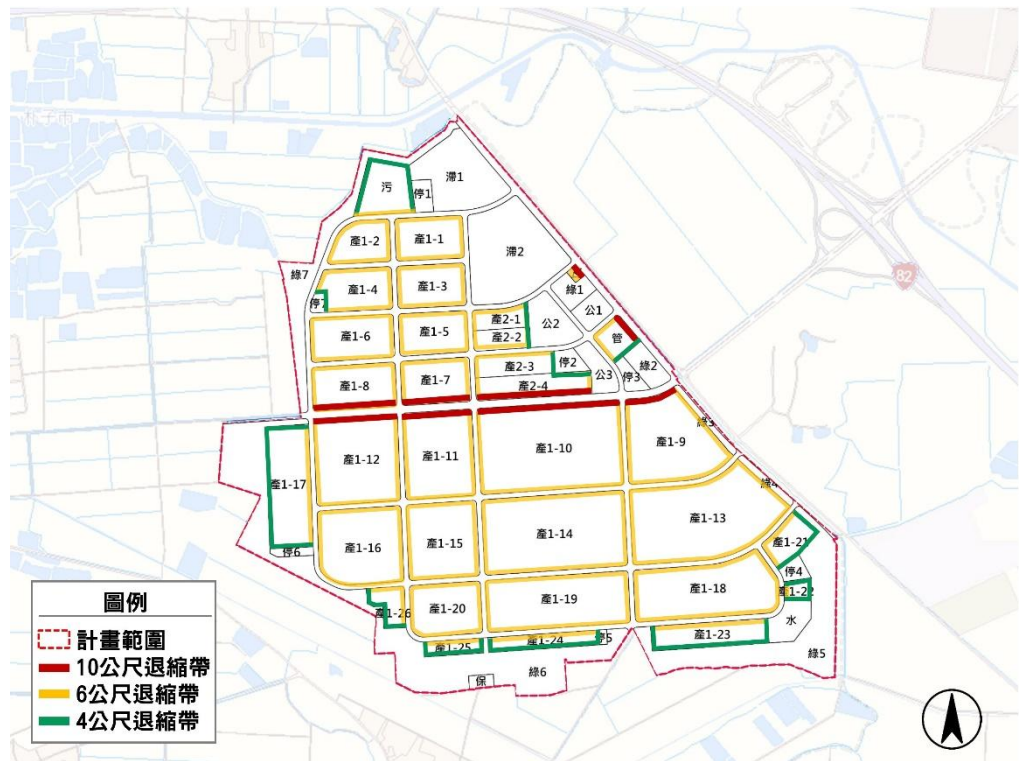 朴子市
82
污
停1
滯1
產1-2
產1-1
滯2
綠7
綠1
產1-4
產1-3
停7
公1
產2-1
公2
產1-6
產1-5
產2-2
管
綠2
產2-3
停2
公3
停3
產1-8
產1-7
產2-4
綠3
產1-12
產1-11
產1-10
產1-9
綠4
產1-17
產1-13
產1-16
產1-15
產1-14
產1-21
停6
停4
產1-18
產1-22
產1-26
產1-20
產1-19
水
產1-23
產1-25
產1-24
停5
綠5
綠6
保
圖例
計畫範圍
10公尺退縮帶
6公尺退縮帶
4公尺退縮帶